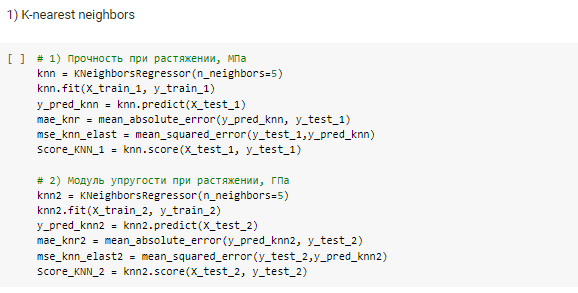 1) K-nearest neighbors
[ ] # 1) Прочность при растяжении, МПа
knn = KNeighborsRegressor(n_neighbors=5)
knn.fit(X_train_1, y_train_1)
y_pred_knn = knn.predict(X_test_1)
mae_knr = mean_absolute_error(y_pred_knn, y_test_1)
mse_knn_elast = mean_squared_error(y_test_1,y_pred_knn)
Score_KNN_1 = knn.score(X_test_1, y_test_1)
# 2) Модуль упругости при растяжении, ГПа
knn2 = KNeighborsRegressor(n_neighbors=5)
knn2.fit(X_train_2, y_train_2)
y_pred_knn2 = knn2.predict(X_test_2)
mae_knr2 = mean_absolute_error(y_pred_knn2, y_test_2)
mse_knn_elast2 = mean_squared_error(y_test_2,y_pred_knn2)
Score_KNN_2 = knn2.score(X_test_2, y_test_2)